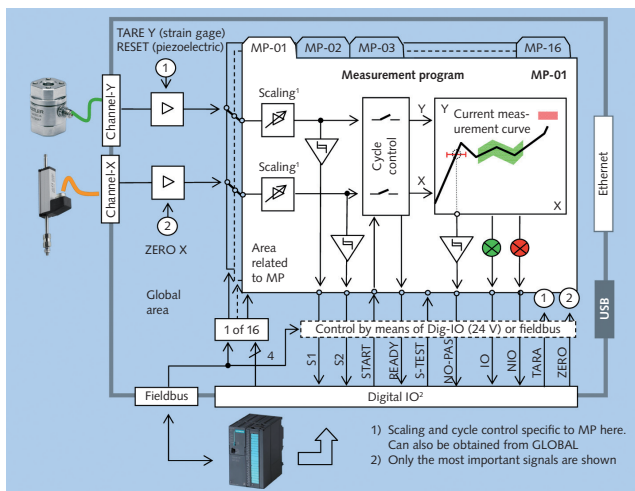 TARE Y (strain gage)
RESET (piezoelectric)
1
MP-01
MP-02
MP-03
MP-16
Measurement program
MP-01
Channel-Y
Scaling¹
Cycle
control
Y
X
Y
Current meas-
urement curve
X
Ethernet
Channel-X
Scaling¹
2
ZERO X
Area
related
to MP
Global
area
1
2
USB
1 of 16
Control by means of Dig-IO (24 V) or fieldbus
4
S1
S2
START
READY
S-TEST
NO-PAS
IO
NIO
TARA
ZERO
Fieldbus
Digital IO²
1) Scaling and cycle control specific to MP here.
Can also be obtained from GLOBAL
2) Only the most important signals are shown